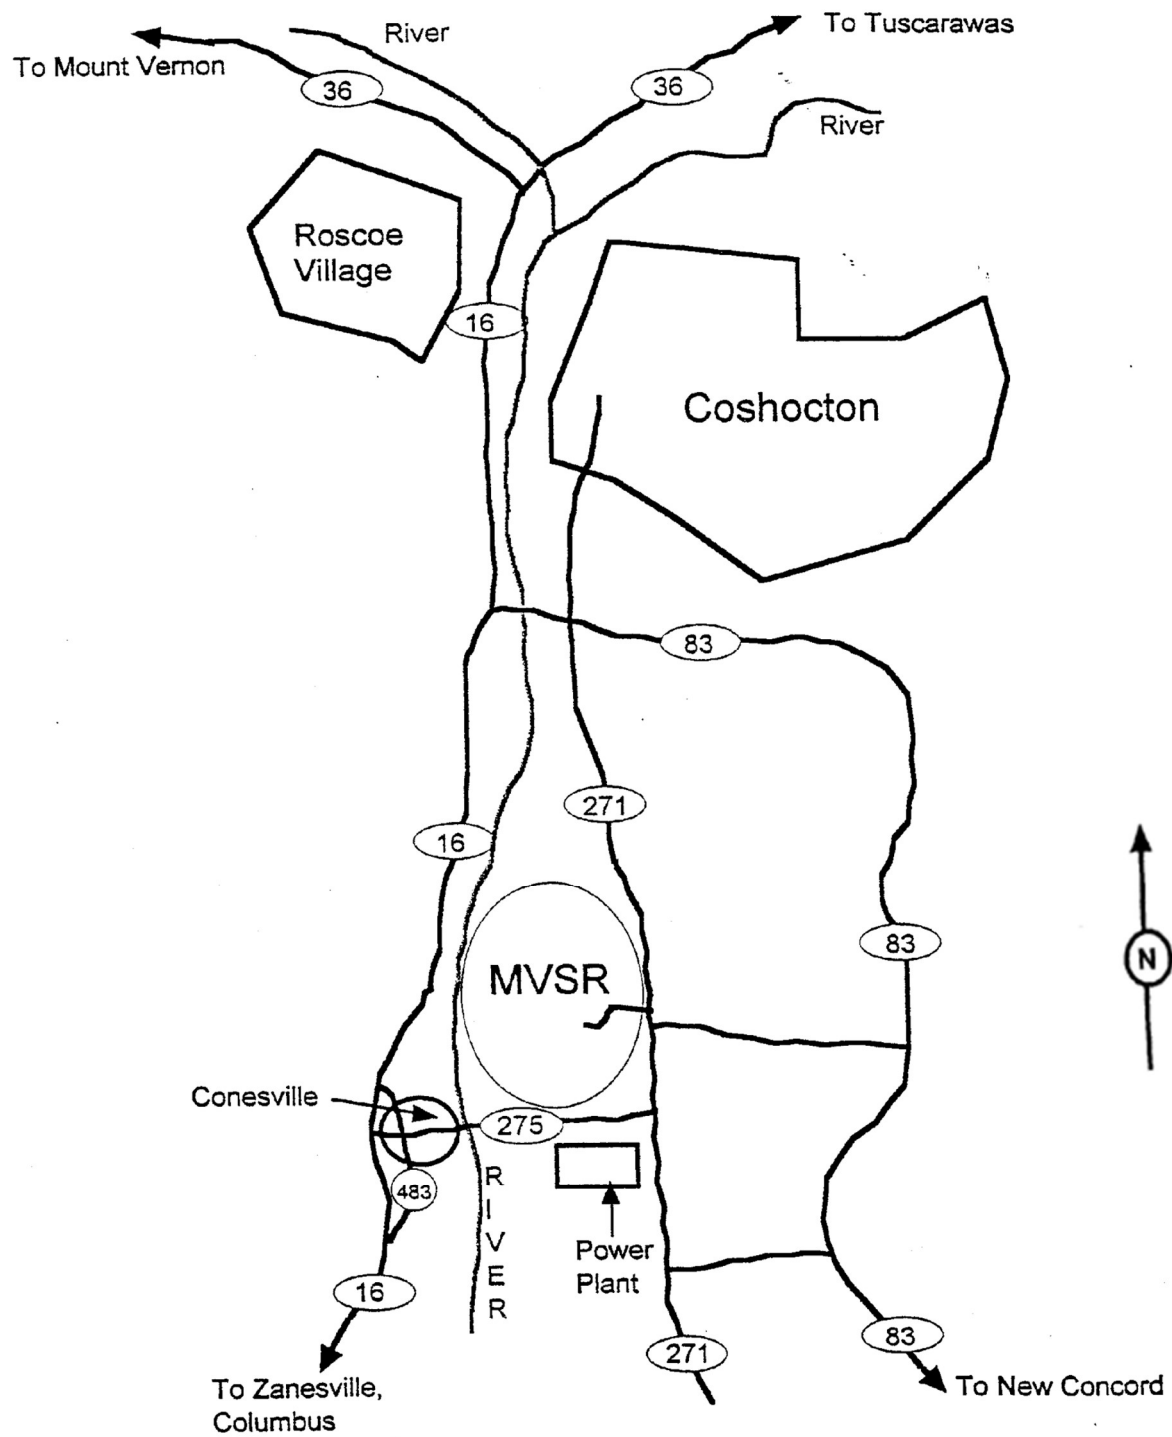 River
To Tuscarawas
To Mount Vernon
36
36
River
Roscoe
Village
16
Coshocton
83
271
16
83
N
MVSR
Conesville
275
483
RIVER
Power
Plant
16
83
271
To Zanesville,
Columbus
To New Concord